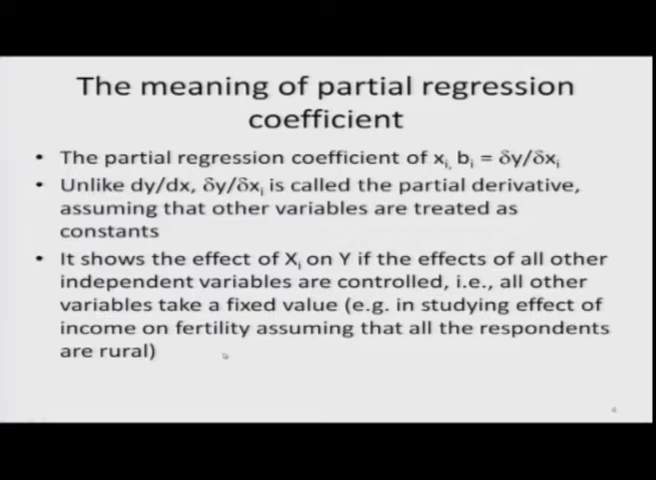 The meaning of partial regression
coefficient
• The partial regression coefficient of xᵢ, bᵢ = δy/δxᵢ
• Unlike dy/dx, δy/δxᵢ is called the partial derivative,
assuming that other variables are treated as
constants
• It shows the effect of Xᵢ on Y if the effects of all other
independent variables are controlled, i.e., all other
variables take a fixed value (e.g. in studying effect of
income on fertility assuming that all the respondents
are rural)
4